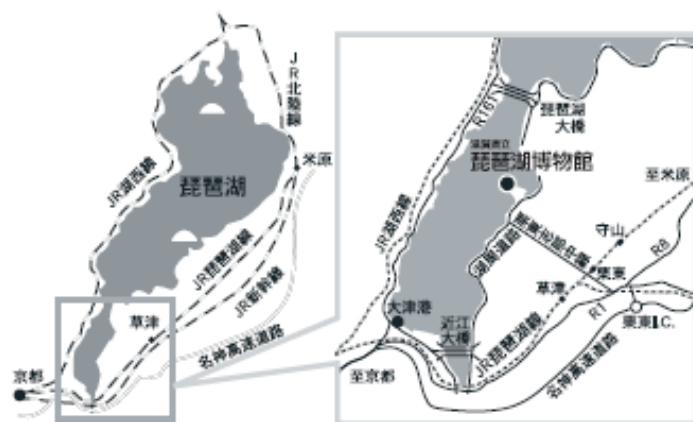 JR北陸線
米原
JR湖西線
琵琶湖
JR琵琶湖線
JR新幹線
草津
名神高速道路
京都
R161
琵琶湖
大橋
滋賀県立
琵琶湖博物館
至米原
JR湖西線
守山
湖周道路
栗東
R8
草津
大津港
近江
大橋
R1
栗東I.C.
JR琵琶湖線
名神高速道路
至京都